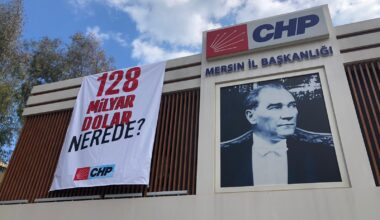 128
MİLYAR
DOLAR
NEREDE?
CHP
CHP
MERSİN İL BAŞKANLIĞI